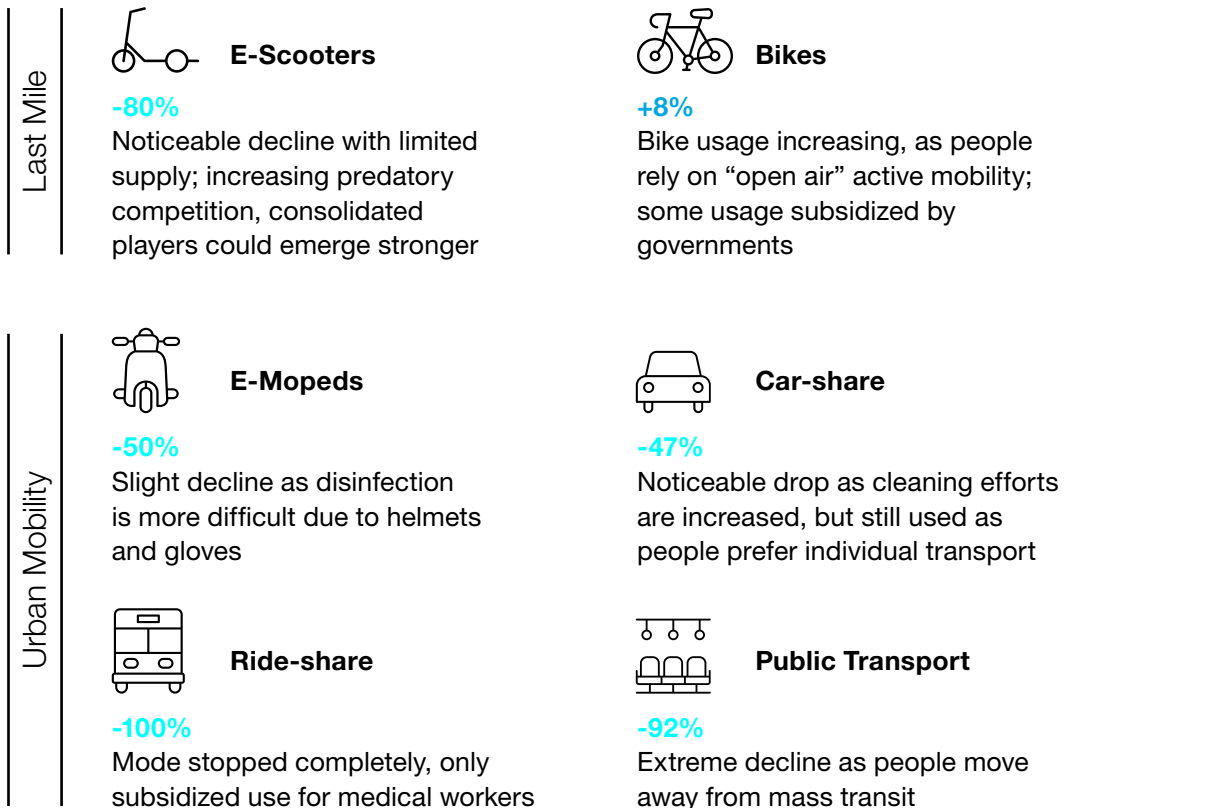 Last Mile
E-Scooters
-80%
Noticeable decline with limited
supply; increasing predatory
competition, consolidated
players could emerge stronger
Bikes
+8%
Bike usage increasing, as people
rely on “open air” active mobility;
some usage subsidized by
governments
Urban Mobility
E-Mopeds
-50%
Slight decline as disinfection
is more difficult due to helmets
and gloves
Car-share
-47%
Noticeable drop as cleaning efforts
are increased, but still used as
people prefer individual transport
Ride-share
-100%
Mode stopped completely, only
subsidized use for medical workers
Public Transport
-92%
Extreme decline as people move
away from mass transit